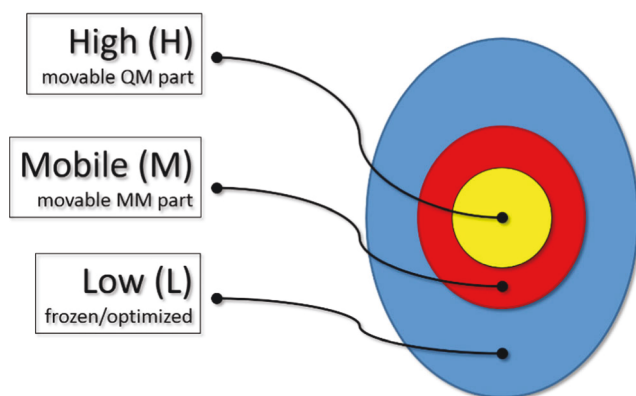 High (H)
movable QM part
Mobile (M)
movable MM part
Low (L)
frozen/optimized